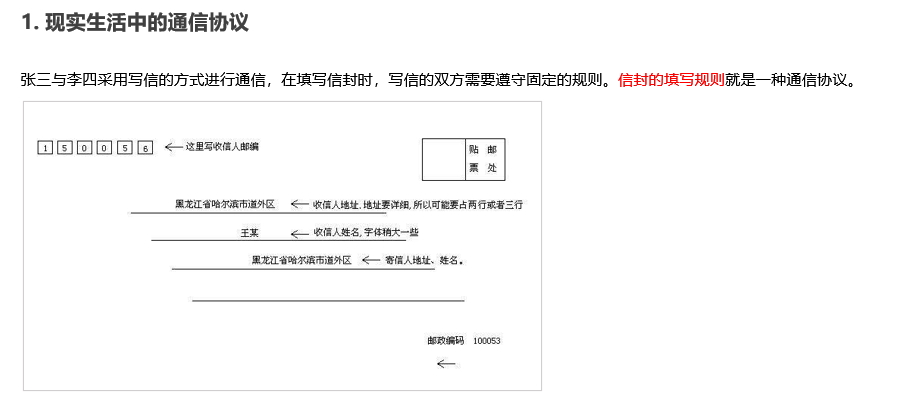 1. 现实生活中的通信协议
张三与李四采用写信的方式进行通信，在填写信封时，写信的双方需要遵守固定的规则。信封的填写规则就是一种通信协议。
1 5 0 0 5 6 这里写收信人邮编
贴 邮
票 处
黑龙江省哈尔滨市道外区 收信人地址,地址要详细,所以可能要占两行或者三行
王某 收信人姓名,字体稍大一些
黑龙江省哈尔滨市道外区 寄信人地址、姓名。
邮政编码 100053